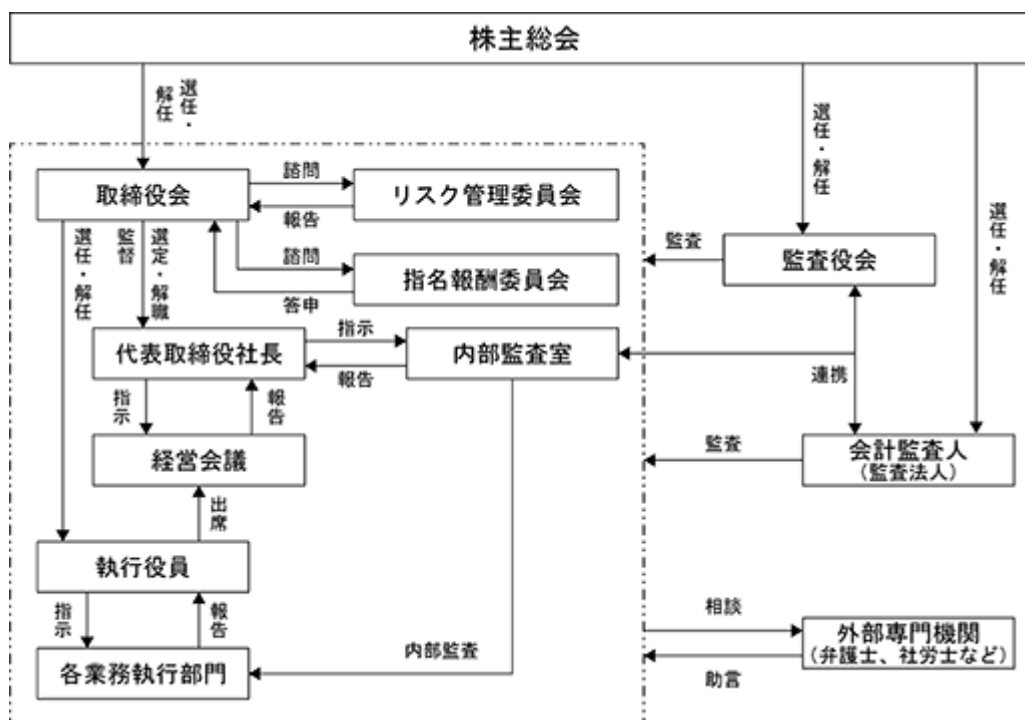 株主総会
選任・
解任
選任・解任
選任・解任
取締役会
諮問
報告
リスク管理委員会
選任・解任
監督
選定・解職
諮問
答申
指名報酬委員会
監査
監査役会
代表取締役社長
指示
報告
内部監査室
連携
指示
報告
経営会議
監査
会計監査人
（監査法人）
出席
執行役員
指示
報告
内部監査
各業務執行部門
相談
助言
外部専門機関
（弁護士、社労士など）